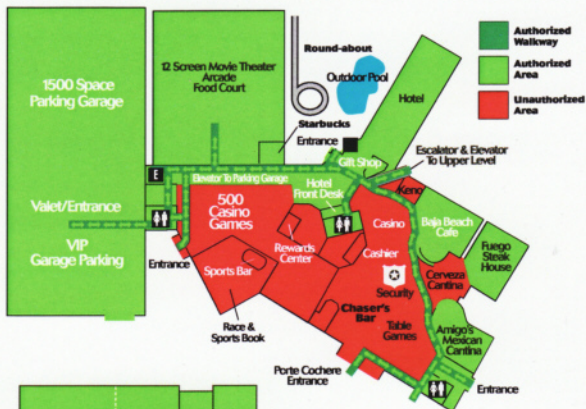 Authorized
Walkway
Authorized
Area
Unauthorized
Area
1500 Space
Parking Garage
12 Screen Movie Theater
Arcade
Food Court
Round-about
Outdoor Pool
Hotel
Starbucks
Entrance
Gift Shop
Escalator & Elevator
To Upper Level
E
Elevator To Parking Garage
Hotel
Front Desk
Keno
Valet/Entrance
VIP
Garage Parking
Entrance
500
Casino
Games
Rewards
Center
Casino
Cashier
Baja Beach
Cafe
Fuego
Steak
House
Sports Bar
Security
Cerveza
Cantina
Race &
Sports Book
Chaser's
Bar
Table
Games
Amigo's
Mexican
Cantina
Porte Cochere
Entrance
Entrance